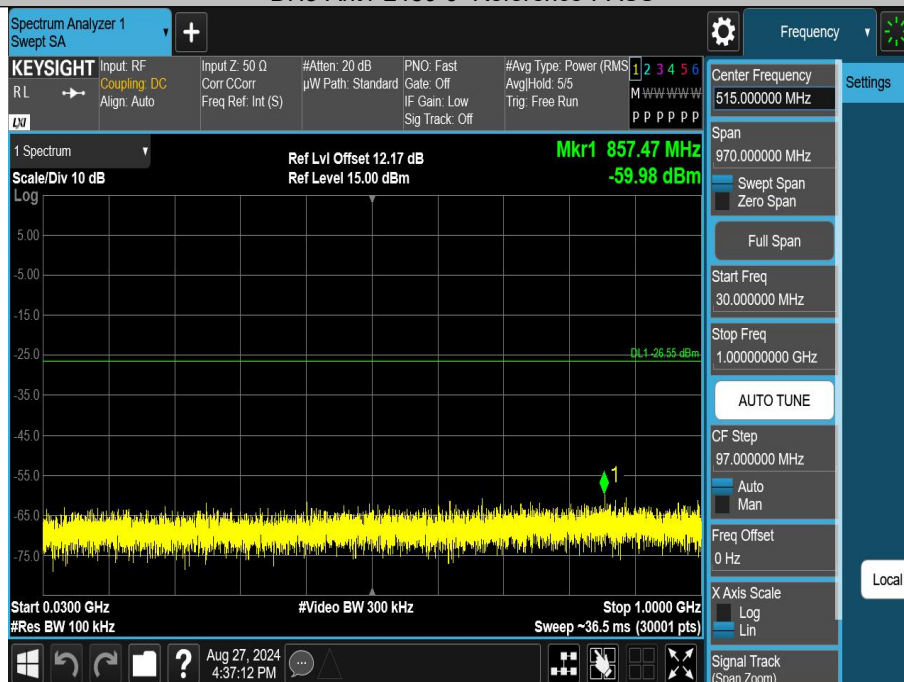 Spectrum Analyzer 1
Swept SA
Frequency
KEYSIGHT
RL
LXI
Input: RF
Coupling: DC
Align: Auto
Input Z: 50 Ω
Corr CCorr
Freq Ref: Int (S)
#Atten: 20 dB
µW Path: Standard
PNO: Fast
Gate: Off
IF Gain: Low
Sig Track: Off
#Avg Type: Power (RMS
Avg|Hold: 5/5
Trig: Free Run
1 2 3 4 5 6
M W W W W W
P P P P P P
Center Frequency
515.000000 MHz
Settings
1 Spectrum
Scale/Div 10 dB
Log
Ref Lvl Offset 12.17 dB
Ref Level 15.00 dBm
Mkr1 857.47 MHz
-59.98 dBm
Span
970.000000 MHz
Swept Span
Zero Span
Full Span
Start Freq
30.000000 MHz
Stop Freq
1.000000000 GHz
AUTO TUNE
CF Step
97.000000 MHz
Auto
Man
Freq Offset
0 Hz
Local
X Axis Scale
Log
Lin
Signal Track
(Span Zoom)
5.00
-5.00
-15.0
-25.0
DL1 -26.55 dBm
-35.0
-45.0
-55.0
1
-65.0
-75.0
Start 0.0300 GHz
#Video BW 300 kHz
Stop 1.0000 GHz
#Res BW 100 kHz
Sweep ~36.5 ms (30001 pts)
?
Aug 27, 2024
4:37:12 PM